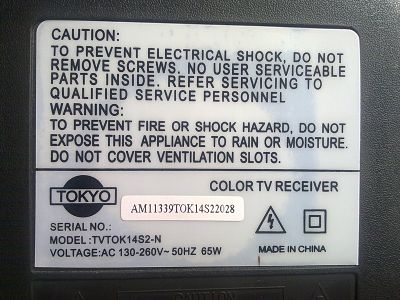 CAUTION:
TO PREVENT ELECTRICAL SHOCK, DO NOT
REMOVE SCREWS. NO USER SERVICEABLE
PARTS INSIDE. REFER SERVICING TO
QUALIFIED SERVICE PERSONNEL
WARNING:
TO PREVENT FIRE OR SHOCK HAZARD, DO NOT
EXPOSE THIS APPLIANCE TO RAIN OR MOISTURE.
DO NOT COVER VENTILATION SLOTS.
TOKYO
COLOR TV RECEIVER
AM11339TOK14S22028
SERIAL NO.:
MODEL:TVTOK14S2-N
VOLTAGE:AC 130-260V~ 50HZ 65W
MADE IN CHINA
CAUTION